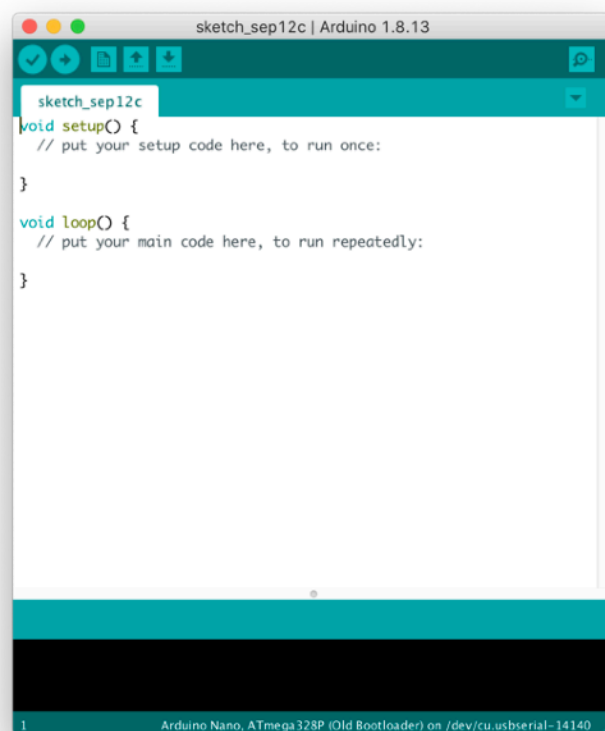 sketch_sep12c | Arduino 1.8.13
sketch_sep12c
void setup() {
  // put your setup code here, to run once:
}
void loop() {
  // put your main code here, to run repeatedly:
}
1
Arduino Nano, ATmega328P (Old Bootloader) on /dev/cu.usbserial-14140